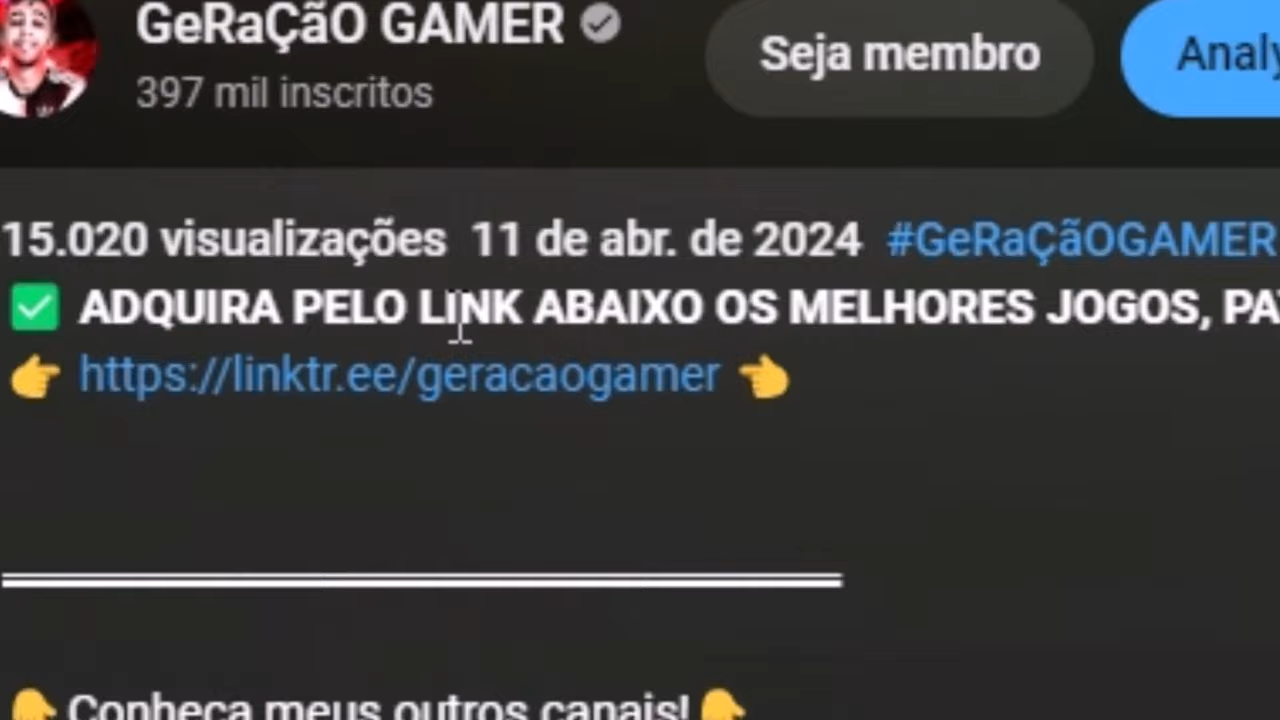 GeRaÇãO GAMER
397 mil inscritos
Seja membro
15.020 visualizações 11 de abr. de 2024 #GeRaÇãOGAMER
ADQUIRA PELO LINK ABAIXO OS MELHORES JOGOS,
https://linktr.ee/geracaogamer
Conheça meus outros canais!